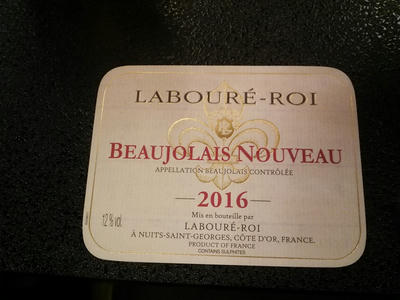 LABOURÉ-ROI
BEAUJOLAIS NOUVEAU
APPELLATION BEAUJOLAIS CONTRÔLÉE
2016
Mis en bouteille par
LABOURÉ-ROI
À NUITS-SAINT-GEORGES, CÔTE D'OR, FRANCE.
PRODUCT OF FRANCE
CONTAINS SULPHITES
12% vol.